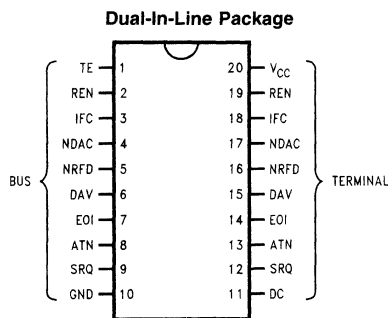 Dual-In-Line Package
TE 1 20 VCC
REN 2 19 REN
IFC 3 18 IFC
NDAC 4 17 NDAC
NRFD 5 16 NRFD
BUS TERMINAL
DAV 6 15 DAV
EOI 7 14 EOI
ATN 8 13 ATN
SRQ 9 12 SRQ
GND 10 11 DC